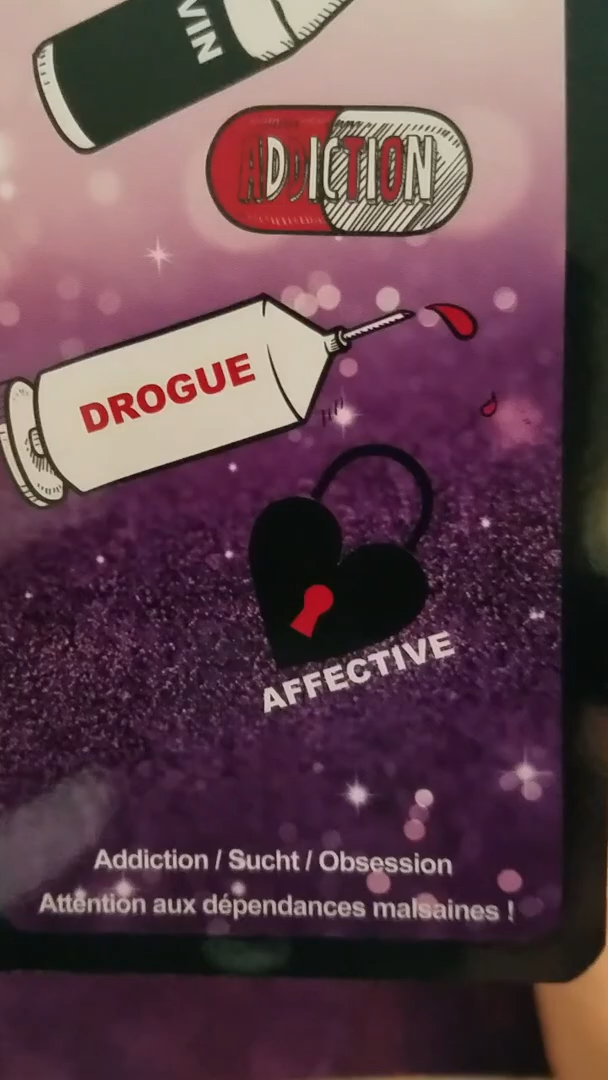 VIN
ADDICTION
DROGUE
AFFECTIVE
Addiction / Sucht / Obsession
Attention aux dépendances malsaines !